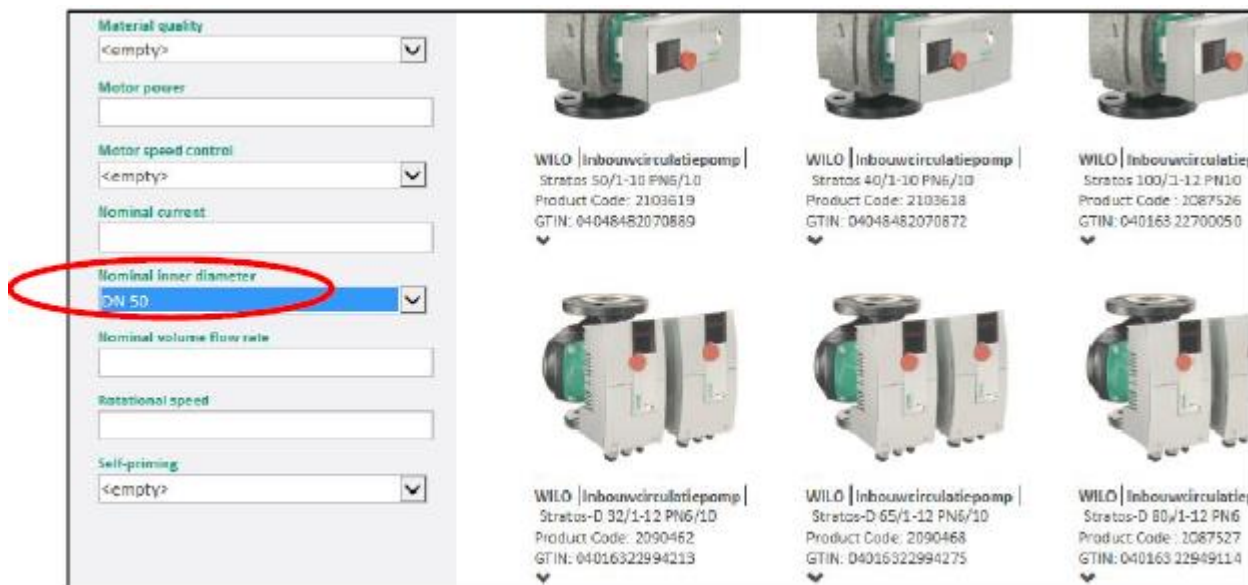 Material quality
<empty>
Motor power
Motor speed control
<empty>
Nominal current
Nominal inner diameter
DN 50
Nominal volume flow rate
Rotational speed
Self-priming
<empty>
WILO | Inbouwcirculatiepomp |
Stratos 50/1-10 PN6/10
Product Code: 2103619
GTIN: 04048482070889
WILO | Inbouwcirculatiepomp |
Stratos 40/1-10 PN6/10
Product Code: 2103618
GTIN: 04048482070872
WILO | Inbouwcirculatiep
Stratos 100/1-12 PN10
Product Code : 2087526
GTIN: 04016322700050
WILO | Inbouwcirculatiepomp |
Stratos-D 32/1-12 PN6/10
Product Code: 2090462
GTIN: 04016322994213
WILO | Inbouwcirculatiepomp |
Stratos-D 65/1-12 PN6/10
Product Code: 2090468
GTIN: 04016322994275
WILO | Inbouwcirculatiep
Stratos-D 80/1-12 PN6
Product Code : 2087527
GTIN: 04016322949114